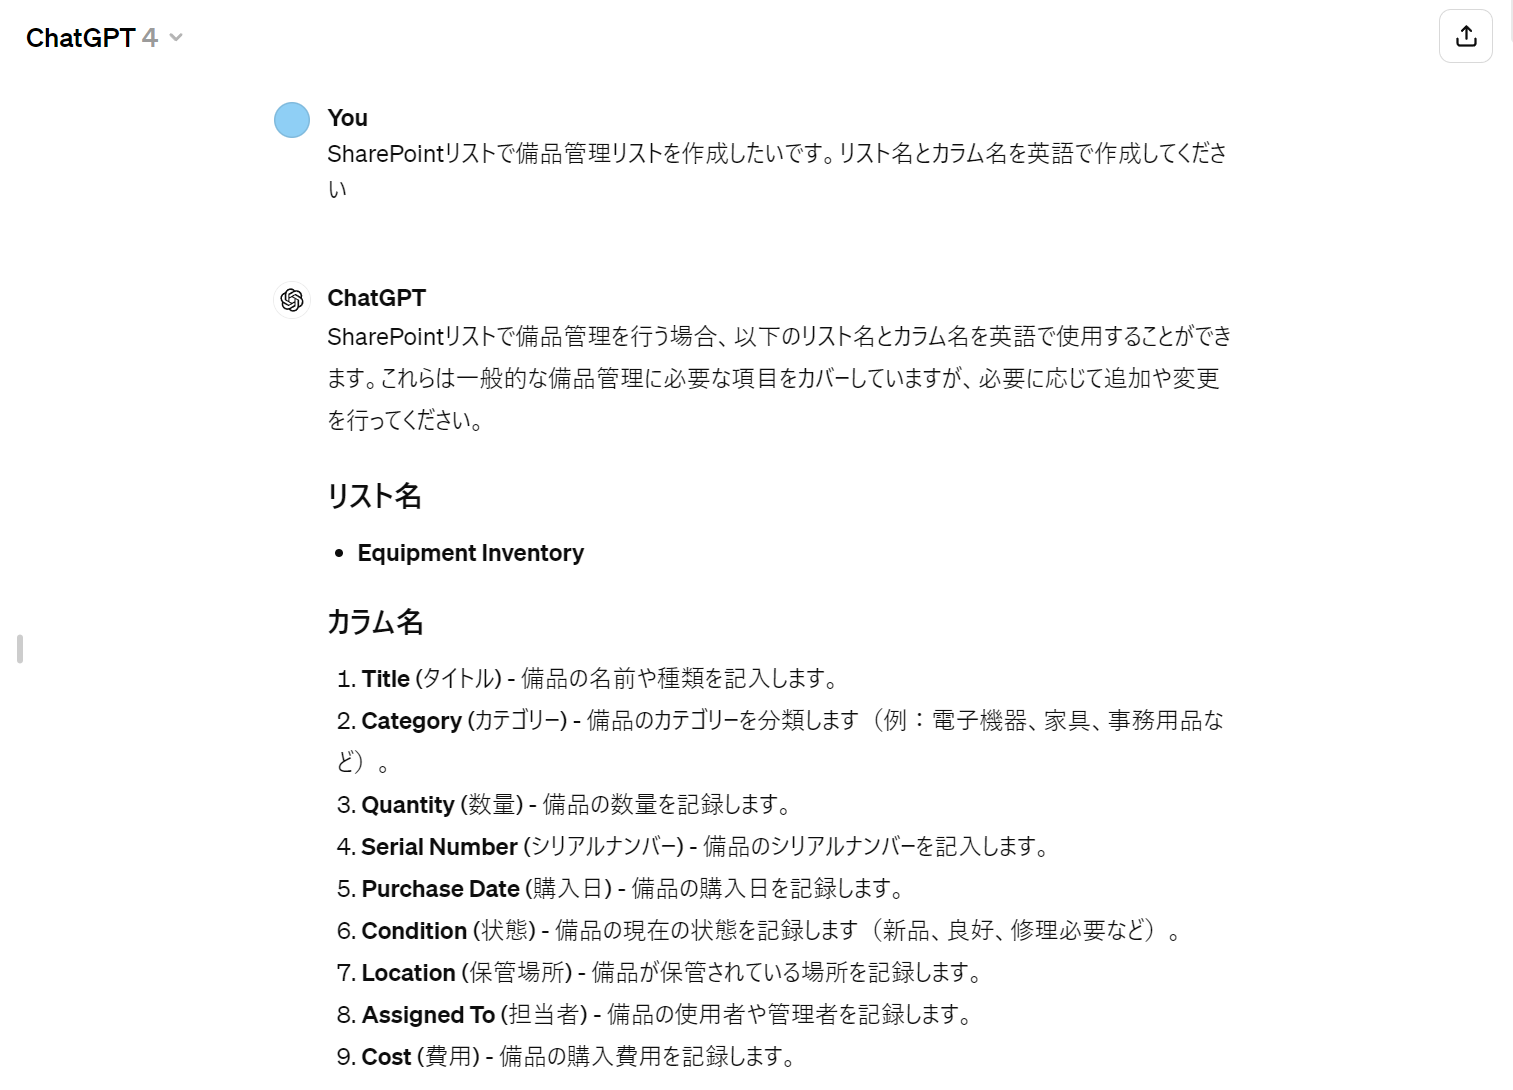 ChatGPT 4
You
SharePointリストで備品管理リストを作成したいです。リスト名とカラム名を英語で作成してくださ
い
ChatGPT
SharePointリストで備品管理を行う場合、以下のリスト名とカラム名を英語で使用することができ
ます。これらは一般的な備品管理に必要な項目をカバーしていますが、必要に応じて追加や変更
を行ってください。
リスト名
• Equipment Inventory
カラム名
1. Title (タイトル) - 備品の名前や種類を記入します。
2. Category (カテゴリー) - 備品のカテゴリーを分類します（例：電子機器、家具、事務用品な
ど）。
3. Quantity (数量) - 備品の数量を記録します。
4. Serial Number (シリアルナンバー) - 備品のシリアルナンバーを記入します。
5. Purchase Date (購入日) - 備品の購入日を記録します。
6. Condition (状態) - 備品の現在の状態を記録します（新品、良好、修理必要など）。
7. Location (保管場所) - 備品が保管されている場所を記録します。
8. Assigned To (担当者) - 備品の使用者や管理者を記録します。
9. Cost (費用) - 備品の購入費用を記録します。